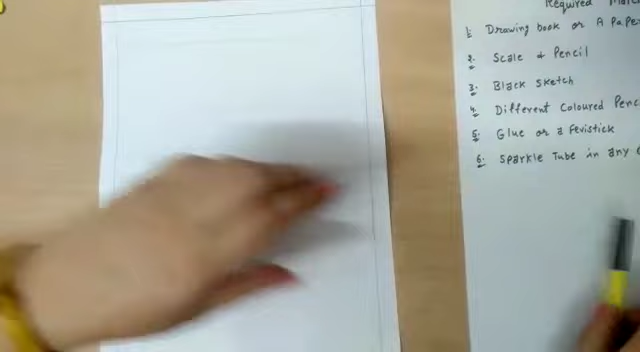 Required
1. Drawing book or A Paper
2. Scale & Pencil
3. Black Sketch
4. Different Coloured
5. Glue or a Fevistick
6. Sparkle Tube in any